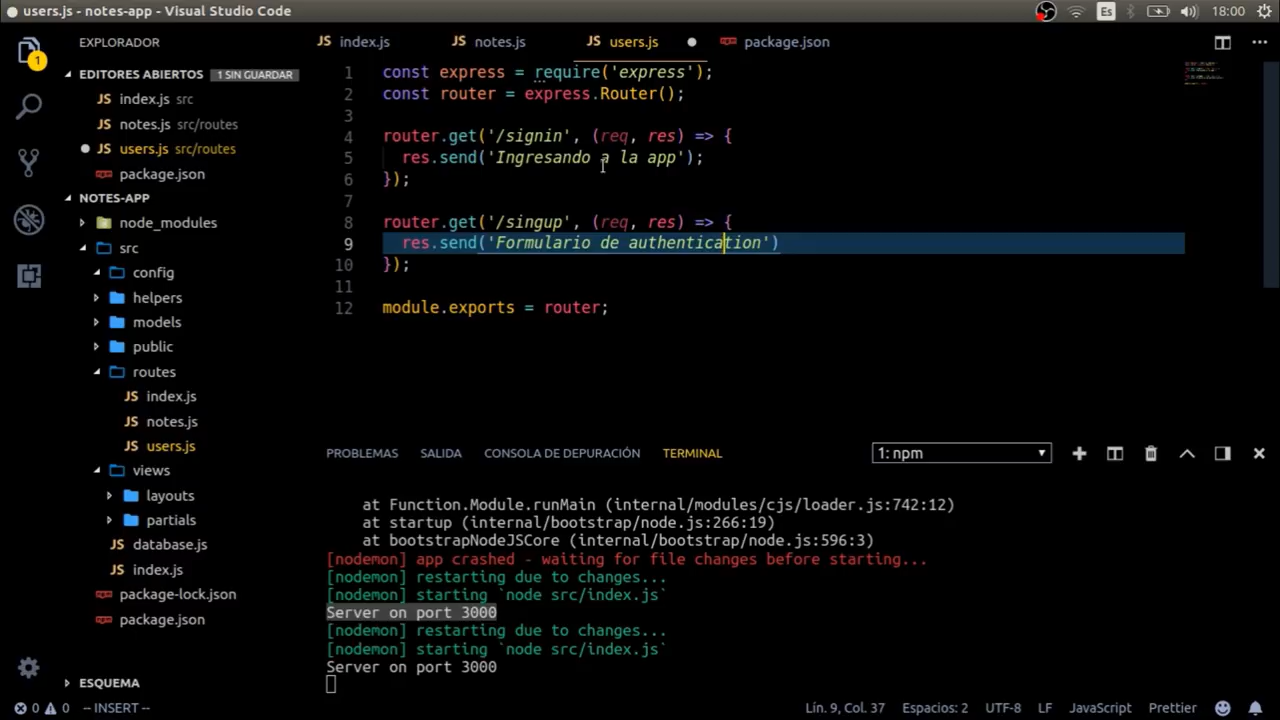 users.js - notes-app - Visual Studio Code
Es
18:00
1
EXPLORADOR
EDITORES ABIERTOS 1 SIN GUARDAR
JS index.js src
JS notes.js src/routes
JS users.js src/routes
package.json
NOTES-APP
node_modules
src
config
helpers
models
public
routes
JS index.js
JS notes.js
JS users.js
views
layouts
partials
JS database.js
JS index.js
package-lock.json
package.json
ESQUEMA
JS index.js
JS notes.js
JS users.js
package.json
1 const express = require('express');
2 const router = express.Router();
3
4 router.get('/signin', (req, res) => {
5 res.send('Ingresando a la app');
6 });
7
8 router.get('/singup', (req, res) => {
9 res.send('Formulario de authentication')
10 });
11
12 module.exports = router;
PROBLEMAS SALIDA CONSOLA DE DEPURACIÓN TERMINAL
1: npm
at Function.Module.runMain (internal/modules/cjs/loader.js:742:12)
at startup (internal/bootstrap/node.js:266:19)
at bootstrapNodeJSCore (internal/bootstrap/node.js:596:3)
[nodemon] app crashed - waiting for file changes before starting...
[nodemon] restarting due to changes...
[nodemon] starting `node src/index.js`
Server on port 3000
[nodemon] restarting due to changes...
[nodemon] starting `node src/index.js`
Server on port 3000
0 0 -- INSERT --
Lín. 9, Col. 37 Espacios: 2 UTF-8 LF JavaScript Prettier